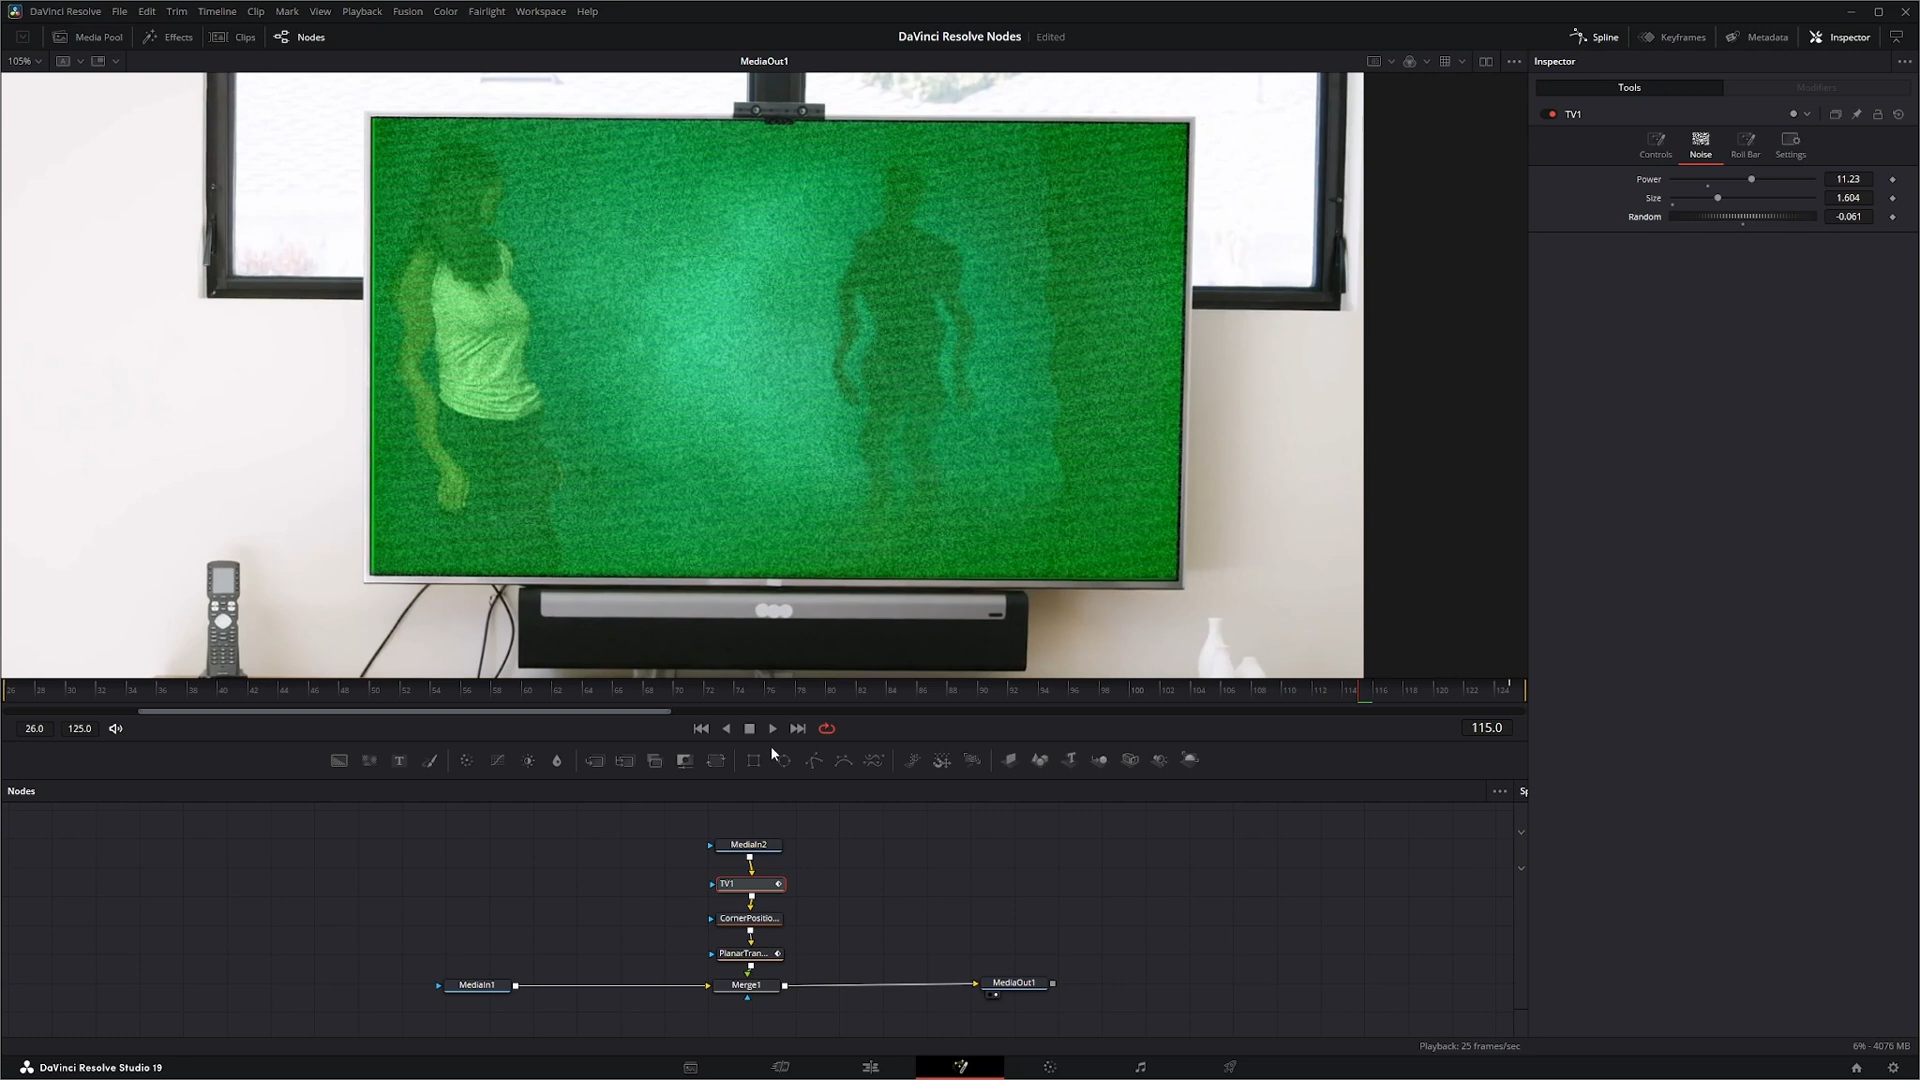 DaVinci Resolve File Edit Trim Timeline Clip Mark View Playback Fusion Color Fairlight Workspace Help
Media Pool Effects Clips Nodes DaVinci Resolve Nodes Edited Spline Keyframes Metadata Inspector
105% MediaOut1 Inspector
Tools Modifiers
TV1
Controls Noise Roll Bar Settings
Power 11.23
Size 1.604
Random -0.061
26 28 30 32 34 36 38 40 42 44 46 48 50 52 54 56 58 60 62 64 66 68 70 72 74 76 78 80 82 84 86 88 90 92 94 96 98 100 102 104 106 108 110 112 114 116 118 120 122 124
26.0 125.0 115.0
Nodes Sp
MediaIn2
TV1
CornerPositio...
PlanarTran...
MediaIn1 Merge1 MediaOut1
Playback: 25 frames/sec 6% - 4076 MB
DaVinci Resolve Studio 19